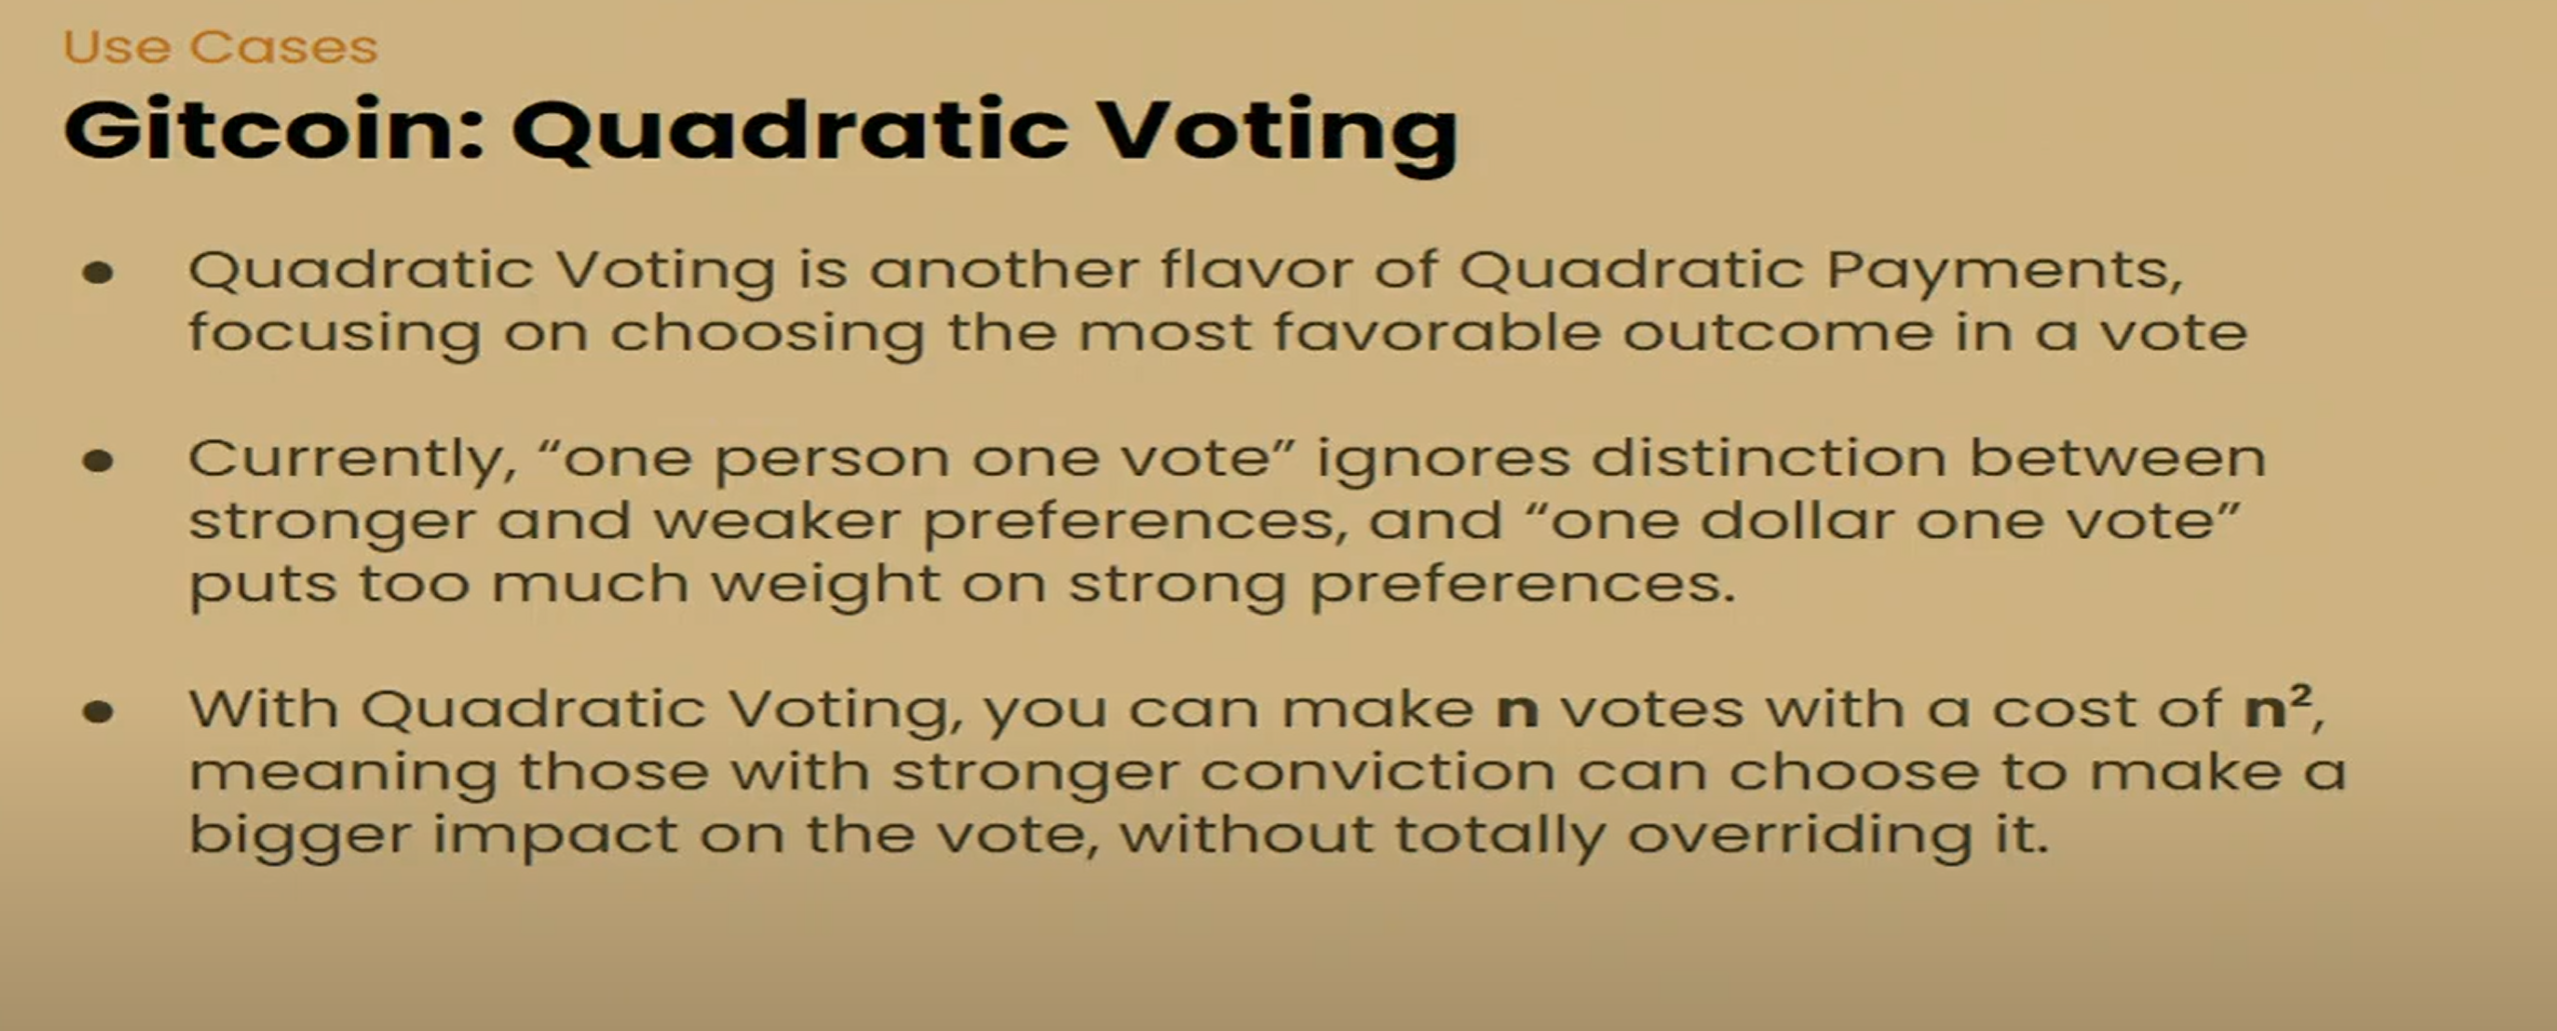 Use Cases
Gitcoin: Quadratic Voting
● Quadratic Voting is another flavor of Quadratic Payments,
focusing on choosing the most favorable outcome in a vote
● Currently, “one person one vote” ignores distinction between
stronger and weaker preferences, and “one dollar one vote”
puts too much weight on strong preferences.
● With Quadratic Voting, you can make n votes with a cost of n²,
meaning those with stronger conviction can choose to make a
bigger impact on the vote, without totally overriding it.